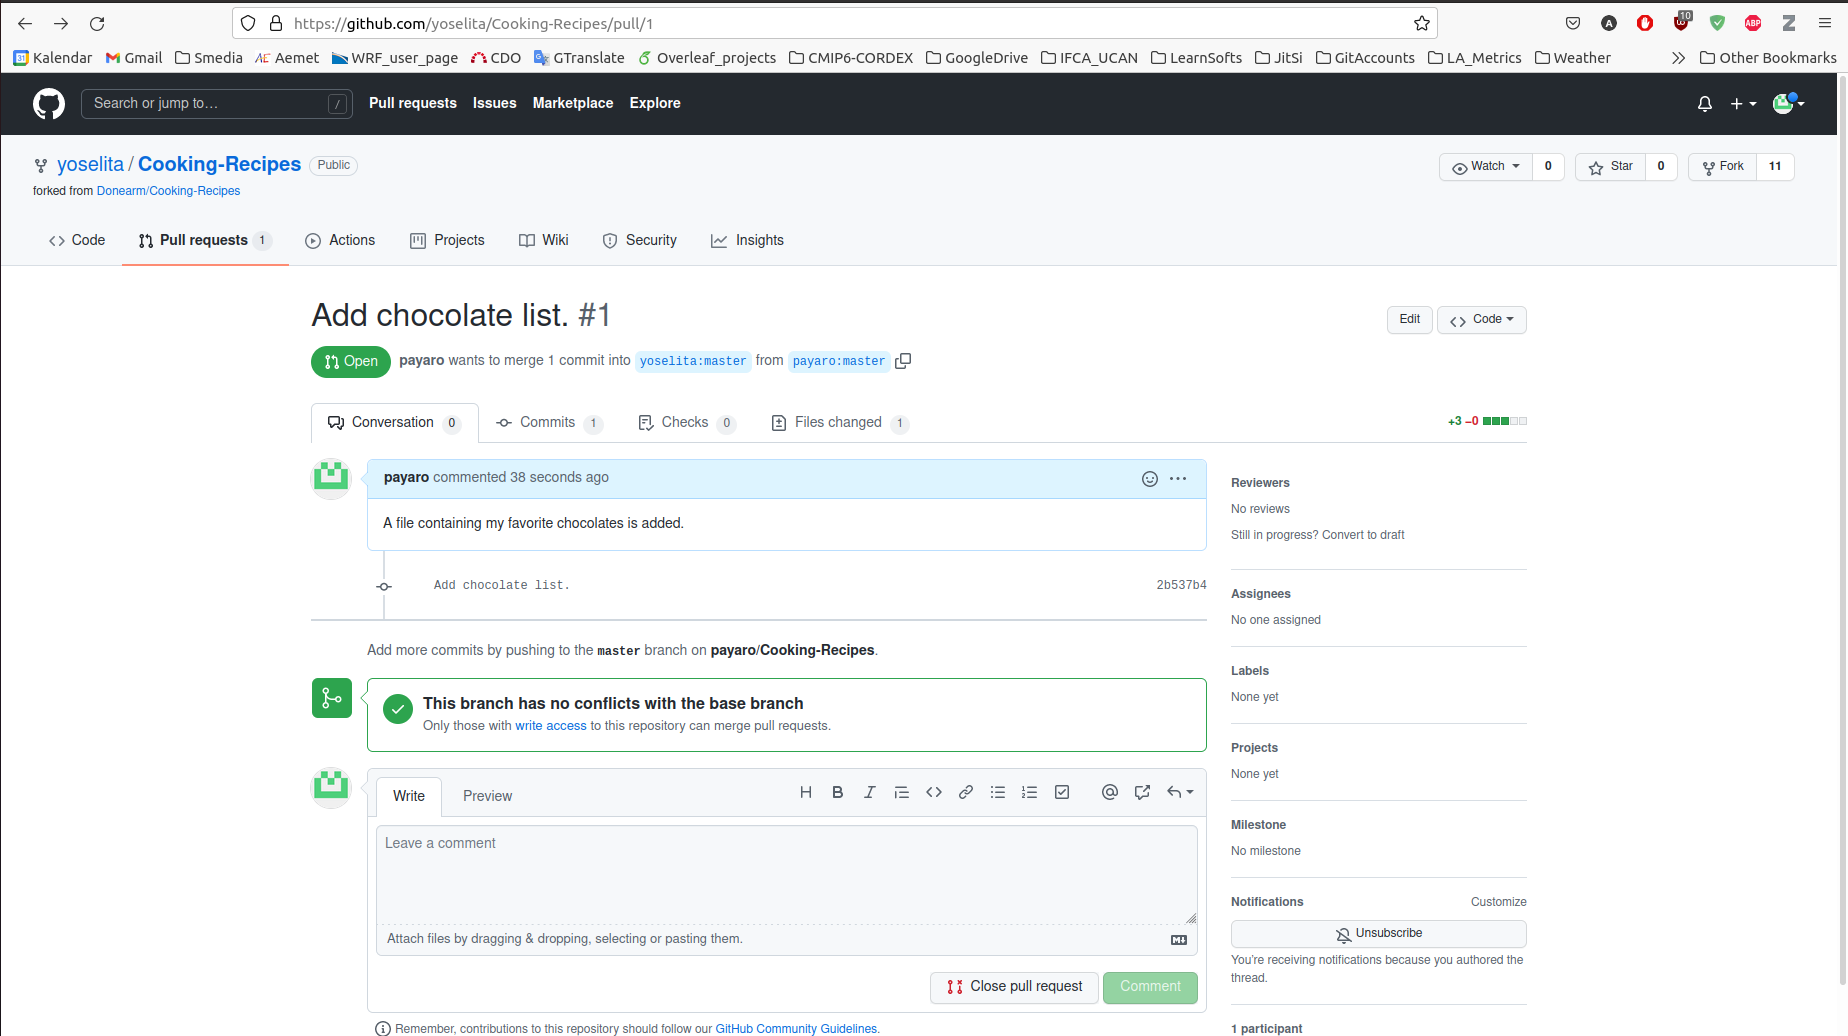 https://github.com/yoselita/Cooking-Recipes/pull/1
A
10
ABP
31 Kalendar
Gmail
Smedia
AE Aemet
WRF_user_page
CDO
GTranslate
Overleaf_projects
CMIP6-CORDEX
GoogleDrive
IFCA_UCAN
LearnSofts
JitSi
GitAccounts
LA_Metrics
Weather
Other Bookmarks
Search or jump to…
/
Pull requests
Issues
Marketplace
Explore
yoselita / Cooking-Recipes
Public
Watch 0
Star 0
Fork 11
forked from Donearm/Cooking-Recipes
Code
Pull requests 1
Actions
Projects
Wiki
Security
Insights
Add chocolate list. #1
Edit
Code
Open
payaro wants to merge 1 commit into yoselita:master from payaro:master
Conversation 0
Commits 1
Checks 0
Files changed 1
+3 −0
payaro commented 38 seconds ago
A file containing my favorite chocolates is added.
Add chocolate list.
2b537b4
Add more commits by pushing to the master branch on payaro/Cooking-Recipes.
This branch has no conflicts with the base branch
Only those with write access to this repository can merge pull requests.
Write
Preview
Leave a comment
Attach files by dragging & dropping, selecting or pasting them.
Close pull request
Comment
Remember, contributions to this repository should follow our GitHub Community Guidelines.
Reviewers
No reviews
Still in progress? Convert to draft
Assignees
No one assigned
Labels
None yet
Projects
None yet
Milestone
No milestone
Notifications
Customize
Unsubscribe
You're receiving notifications because you authored the
thread.
1 participant